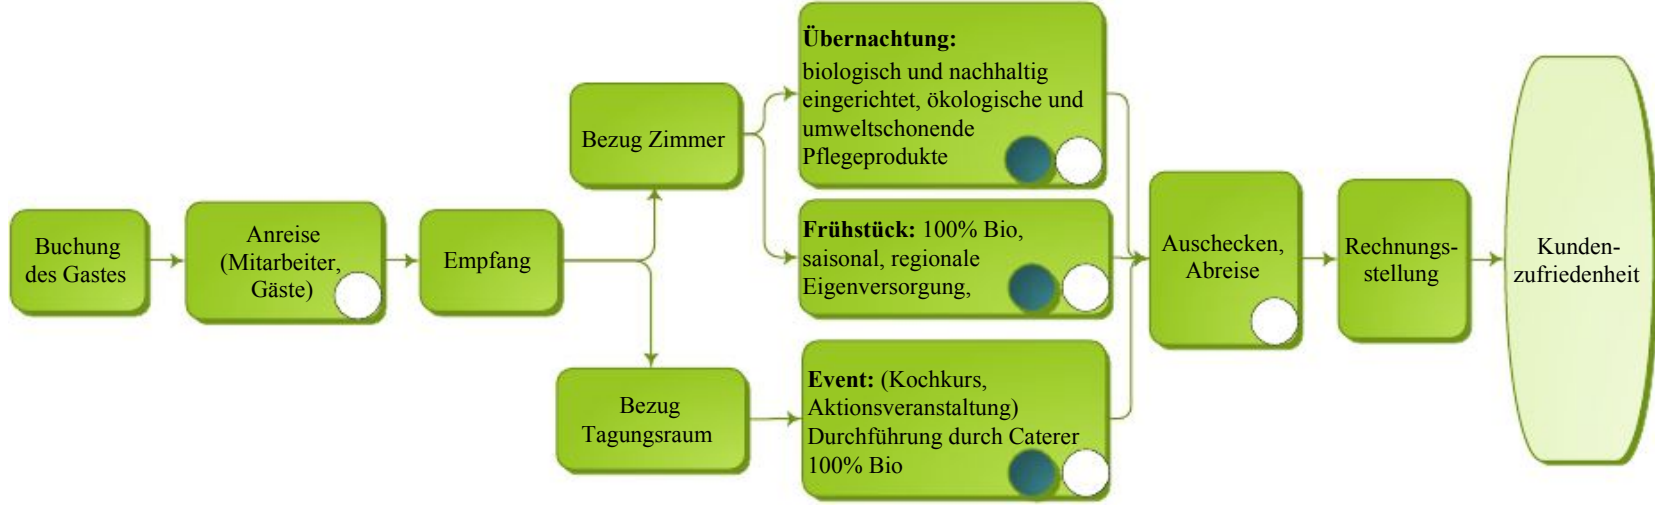 Buchung
des Gastes
Anreise
(Mitarbeiter,
Gäste)
Empfang
Bezug Zimmer
Bezug
Tagungsraum
Übernachtung:
biologisch und nachhaltig
eingerichtet, ökologische und
umweltschonende
Pflegeprodukte
Frühstück: 100% Bio,
saisonal, regionale
Eigenversorgung,
Event: (Kochkurs,
Aktionsveranstaltung)
Durchführung durch Caterer
100% Bio
Auschecken,
Abreise
Rechnungs-
stellung
Kunden-
zufriedenheit